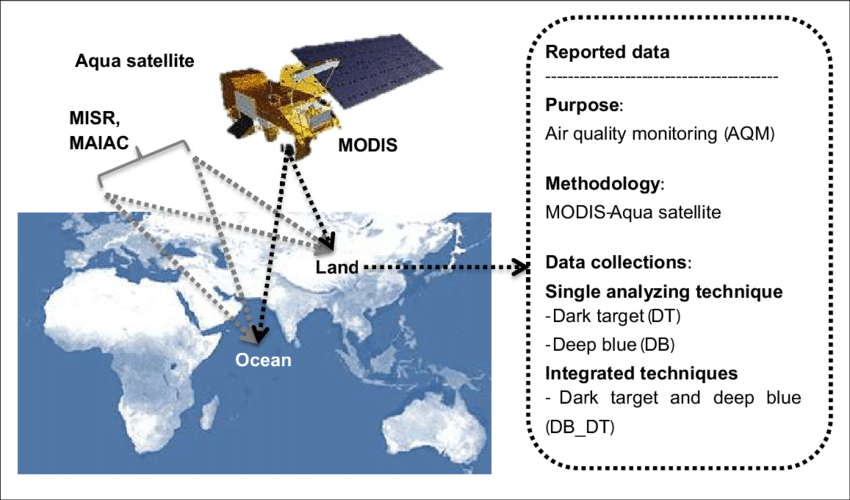 Aqua satellite
MISR,
MAIAC
MODIS
Land
Ocean
Reported data
----------------------------------------
Purpose:
Air quality monitoring (AQM)
Methodology:
MODIS-Aqua satellite
Data collections:
Single analyzing technique
-Dark target (DT)
-Deep blue (DB)
Integrated techniques
- Dark target and deep blue
(DB_DT)